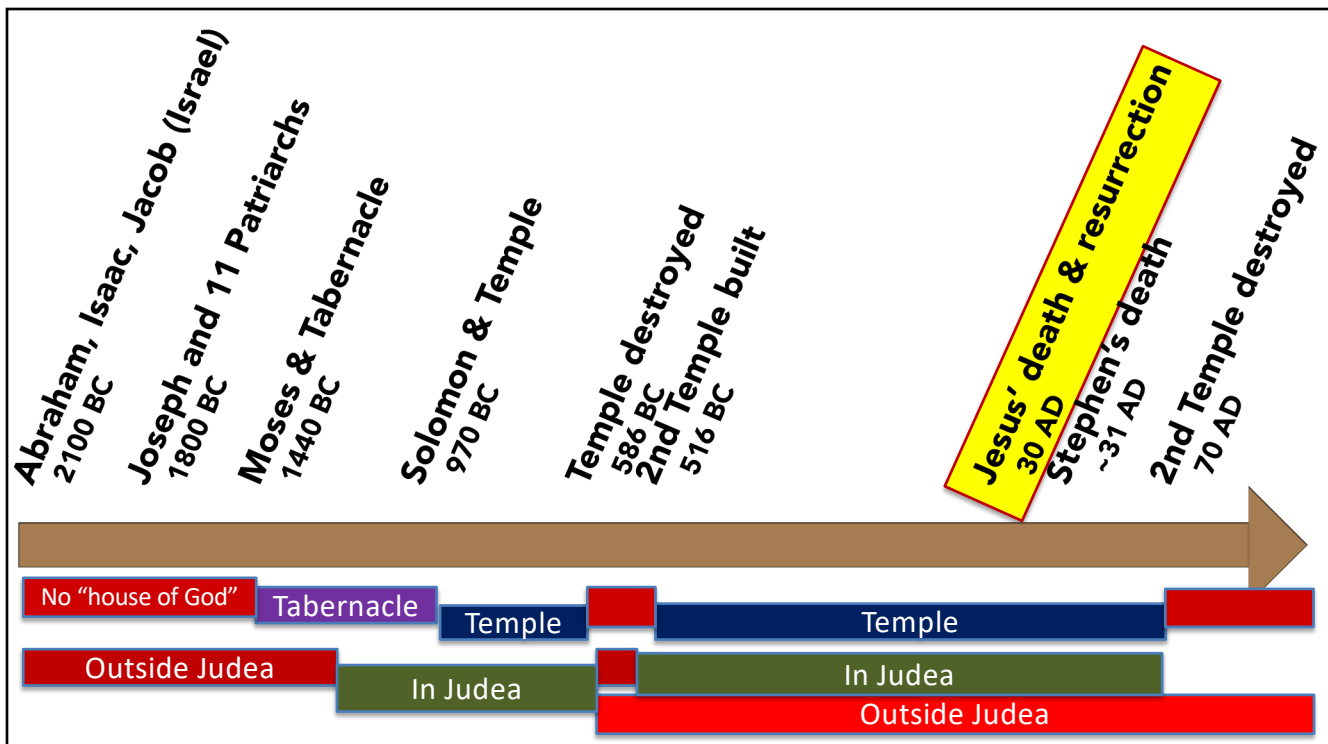 Abraham, Isaac, Jacob (Israel)
2100 BC
Joseph and 11 Patriarchs
1800 BC
Moses & Tabernacle
1440 BC
Solomon & Temple
970 BC
Temple destroyed
586 BC
2nd Temple built
516 BC
Jesus’ death & resurrection
30 AD
Stephen’s death
~31 AD
2nd Temple destroyed
70 AD
No “house of God”
Tabernacle
Temple
Temple
Outside Judea
In Judea
In Judea
Outside Judea